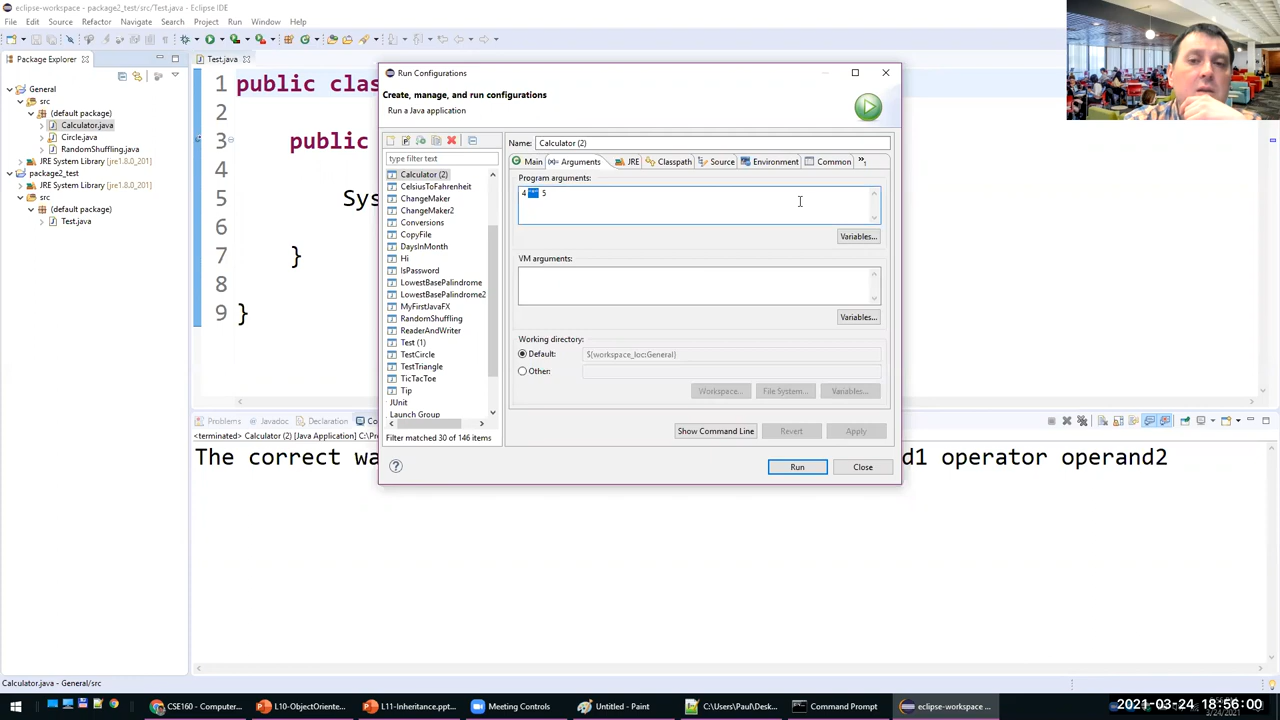 eclipse-workspace - package2_test/src/Test.java - Eclipse IDE
File Edit Source Refactor Navigate Search Project Run Window Help
Package Explorer
Test.java
General
src
(default package)
Calculator.java
Circle.java
RandomShuffling.java
JRE System Library [jre1.8.0_201]
package2_test
JRE System Library [jre1.8.0_201]
src
(default package)
Test.java
1 public clas
2
3 public
4
5 Sys
6
7 }
8
9 }
Run Configurations
Create, manage, and run configurations
Run a Java application
type filter text
Calculator (2)
CelsiusToFahrenheit
ChangeMaker
ChangeMaker2
Conversions
CopyFile
DaysInMonth
Hi
IsPassword
LowestBasePalindrome
LowestBasePalindrome2
MyFirstJavaFX
RandomShuffling
ReaderAndWriter
Test (1)
TestCircle
TestTriangle
TicTacToe
Tip
JUnit
Launch Group
Filter matched 30 of 146 items
Name: Calculator (2)
Main Arguments JRE Classpath Source Environment Common »1
Program arguments:
4 "*" 5
Variables...
VM arguments:
Variables...
Working directory:
Default: ${workspace_loc:General}
Other:
Workspace... File System... Variables...
Show Command Line Revert Apply
Run Close
Problems Javadoc Declaration Co
<terminated> Calculator (2) [Java Application] C:\Pr
The correct wa d1 operator operand2
Calculator.java - General/src
CSE160 - Computer... L10-ObjectOriente... L11-Inheritance.ppt... Meeting Controls Untitled - Paint C:\Users\Paul\Desk... Command Prompt eclipse-workspace ...
2021-03-24 18:56:00